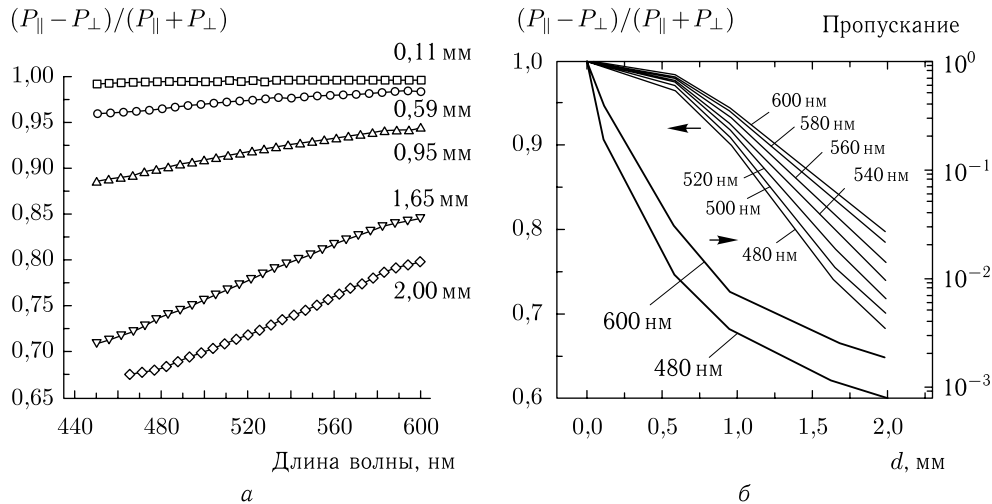 (P∥ − P⊥)/(P∥ + P⊥)
0,11 мм
1,00
0,95
0,90
0,85
0,80
0,75
0,70
0,65
0,59 мм
0,95 мм
1,65 мм
2,00 мм
440 480 520 560 600
Длина волны, нм
а
(P∥ − P⊥)/(P∥ + P⊥) Пропускание
1,0
0,9
0,8
0,7
0,6
10⁰
10⁻¹
10⁻²
10⁻³
600 нм
580 нм
560 нм
540 нм
520 нм
500 нм
480 нм
600 нм
480 нм
0,0 0,5 1,0 1,5 2,0
d, мм
б